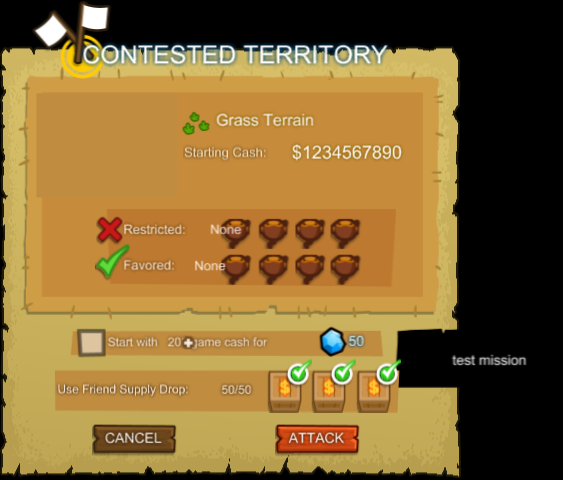 CONTESTED TERRITORY
Grass Terrain
Starting Cash: $1234567890
Restricted: None
Favored: None
Start with 20 game cash for 50
test mission
Use Friend Supply Drop: 50/50
CANCEL ATTACK